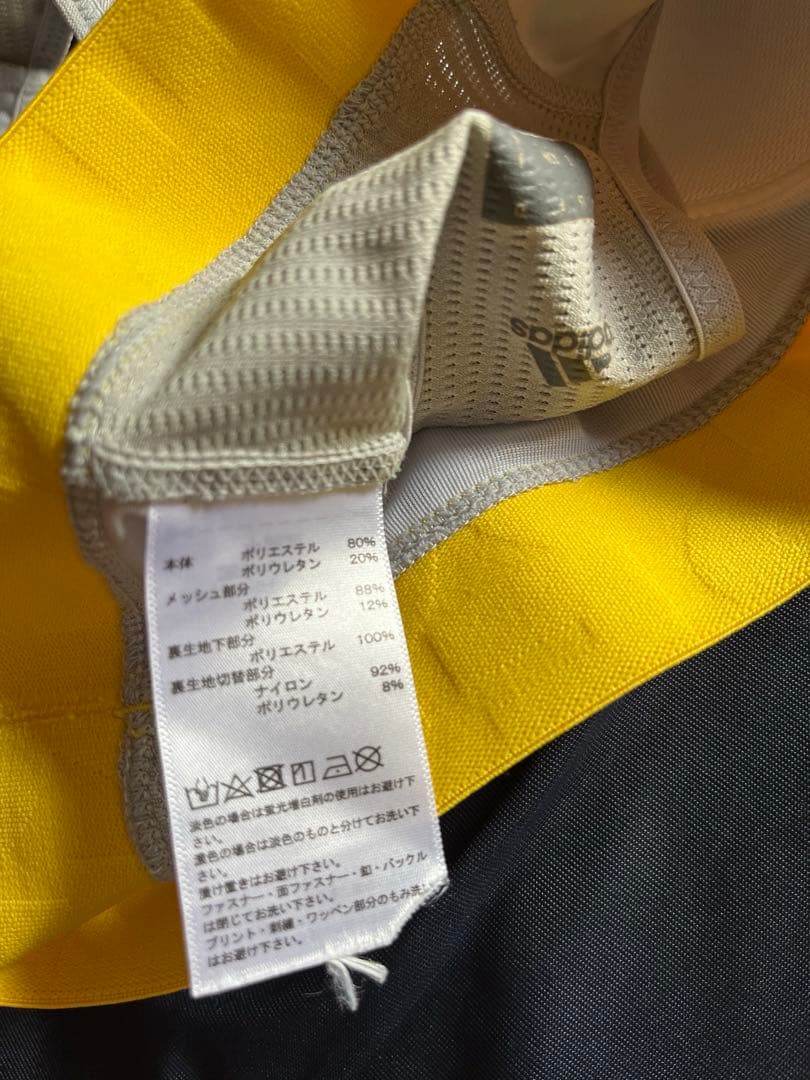 adidas
本体 ポリエステル 80%
ポリウレタン 20%
メッシュ部分
ポリエステル 88%
ポリウレタン 12%
裏生地下部分
ポリエステル 100%
裏生地切替部分
ナイロン 92%
ポリウレタン 8%
淡色の場合は蛍光増白剤の使用はお避け下
さい。
濃色の場合は淡色のものと分けてお洗い下
さい。
漬け置きはお避け下さい。
ファスナー・面ファスナー・釦・バックル
は閉じてお洗い下さい。
プリント・刺繍・ワッペン部分のもみ洗い
はお避け下さい。